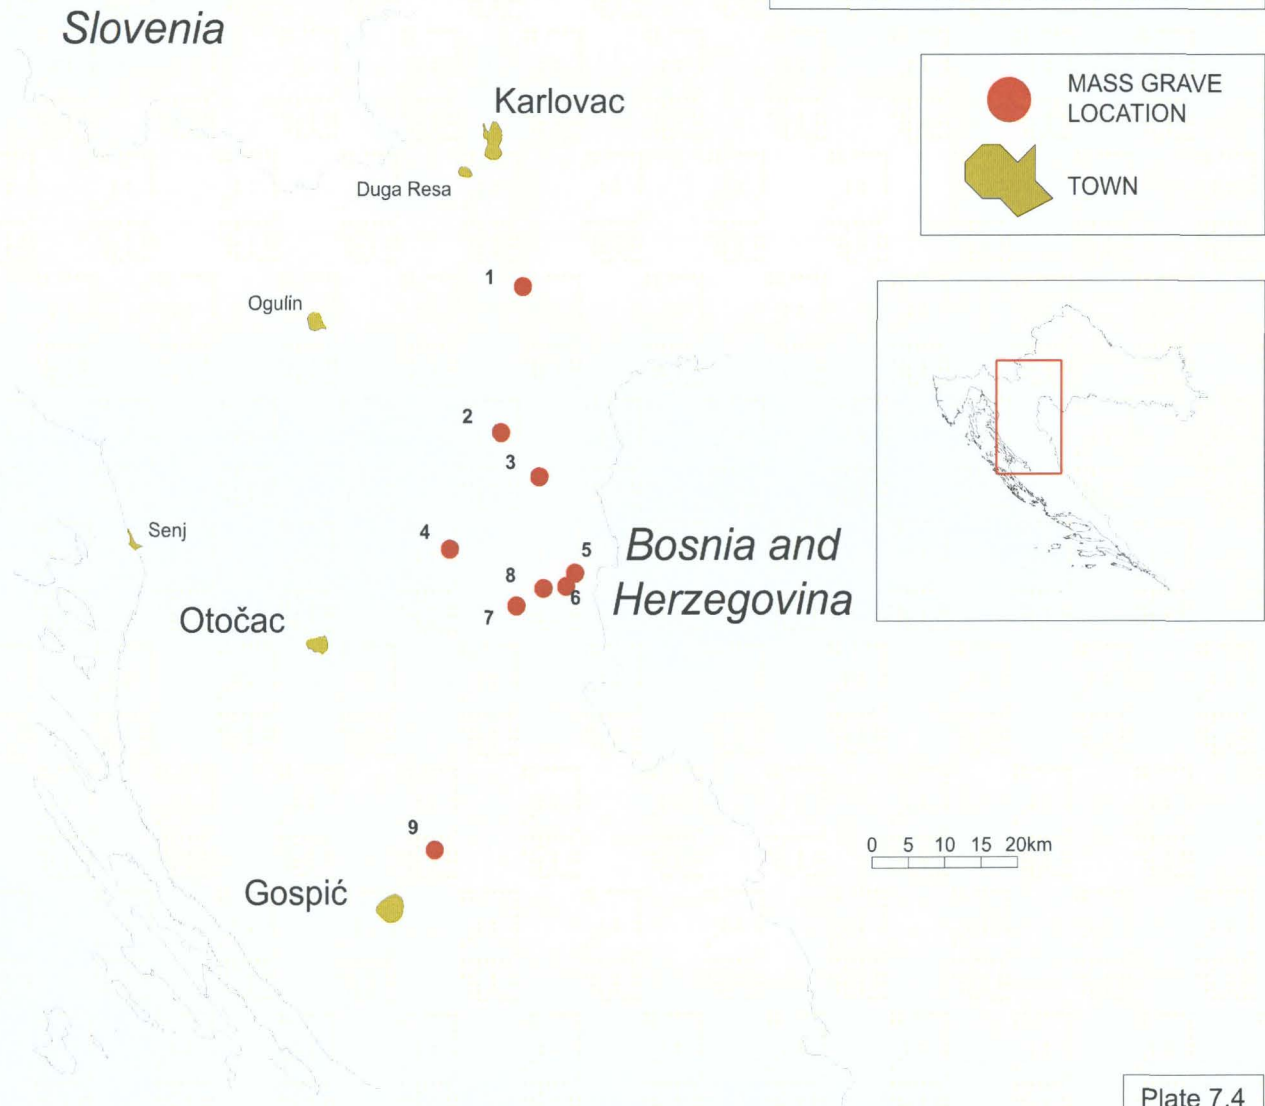 Slovenia
Karlovac
Duga Resa
MASS GRAVE
LOCATION
TOWN
1
Ogulin
2
3
Senj
4
5
Bosnia and
Herzegovina
8
6
7
Otočac
9
0 5 10 15 20km
Gospić
Plate 7.4